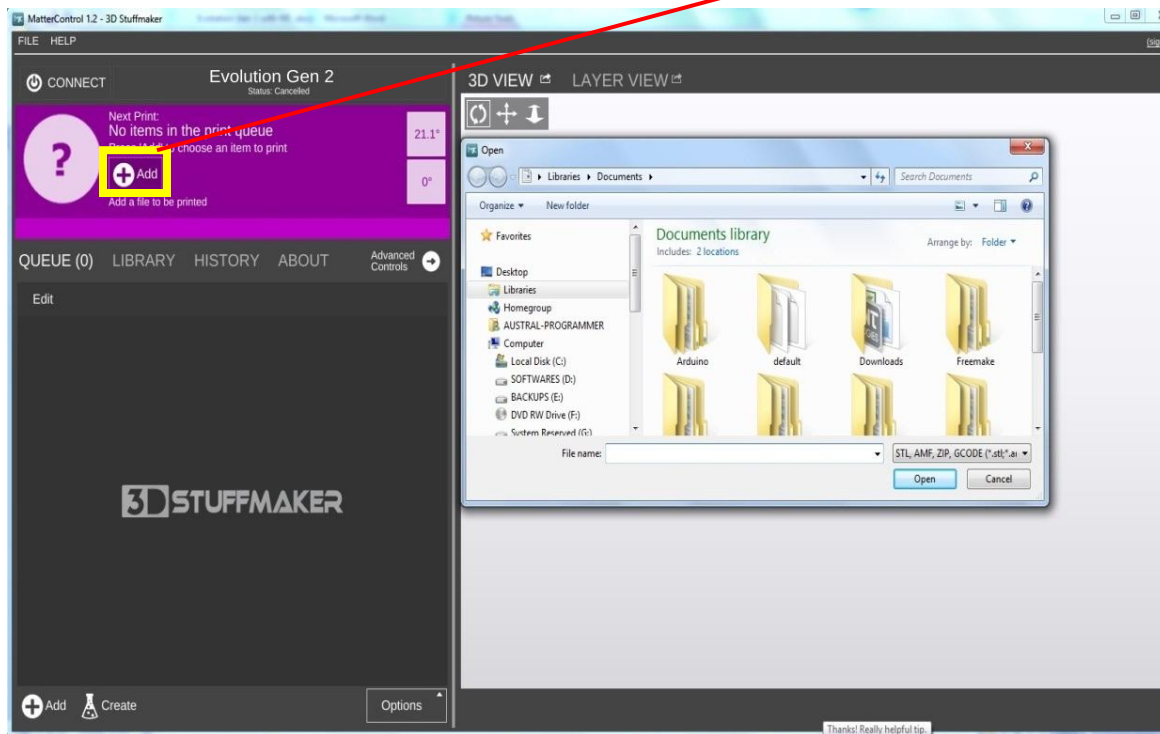 MatterControl 1.2 - 3D Stuffmaker
FILE HELP
CONNECT
Evolution Gen 2
Status: Cancelled
Next Print:
No items in the print queue
Press 'Add' to choose an item to print
Add
Add a file to be printed
21.1°
0°
QUEUE (0) LIBRARY HISTORY ABOUT Advanced Controls
Edit
3DSTUFFMAKER
Add Create Options
3D VIEW LAYER VIEW
Open
Libraries Documents
Search Documents
Organize New folder
Favorites
Desktop
Libraries
Homegroup
AUSTRAL-PROGRAMMER
Computer
Local Disk (C:)
SOFTWARES (D:)
BACKUPS (E:)
DVD RW Drive (F:)
System Reserved (G:)
Documents library
Includes: 2 locations
Arrange by: Folder
Arduino default Downloads Freemake
File name:
STL, AMF, ZIP, GCODE (*.stl;*.a
Open Cancel
Thanks! Really helpful tip.